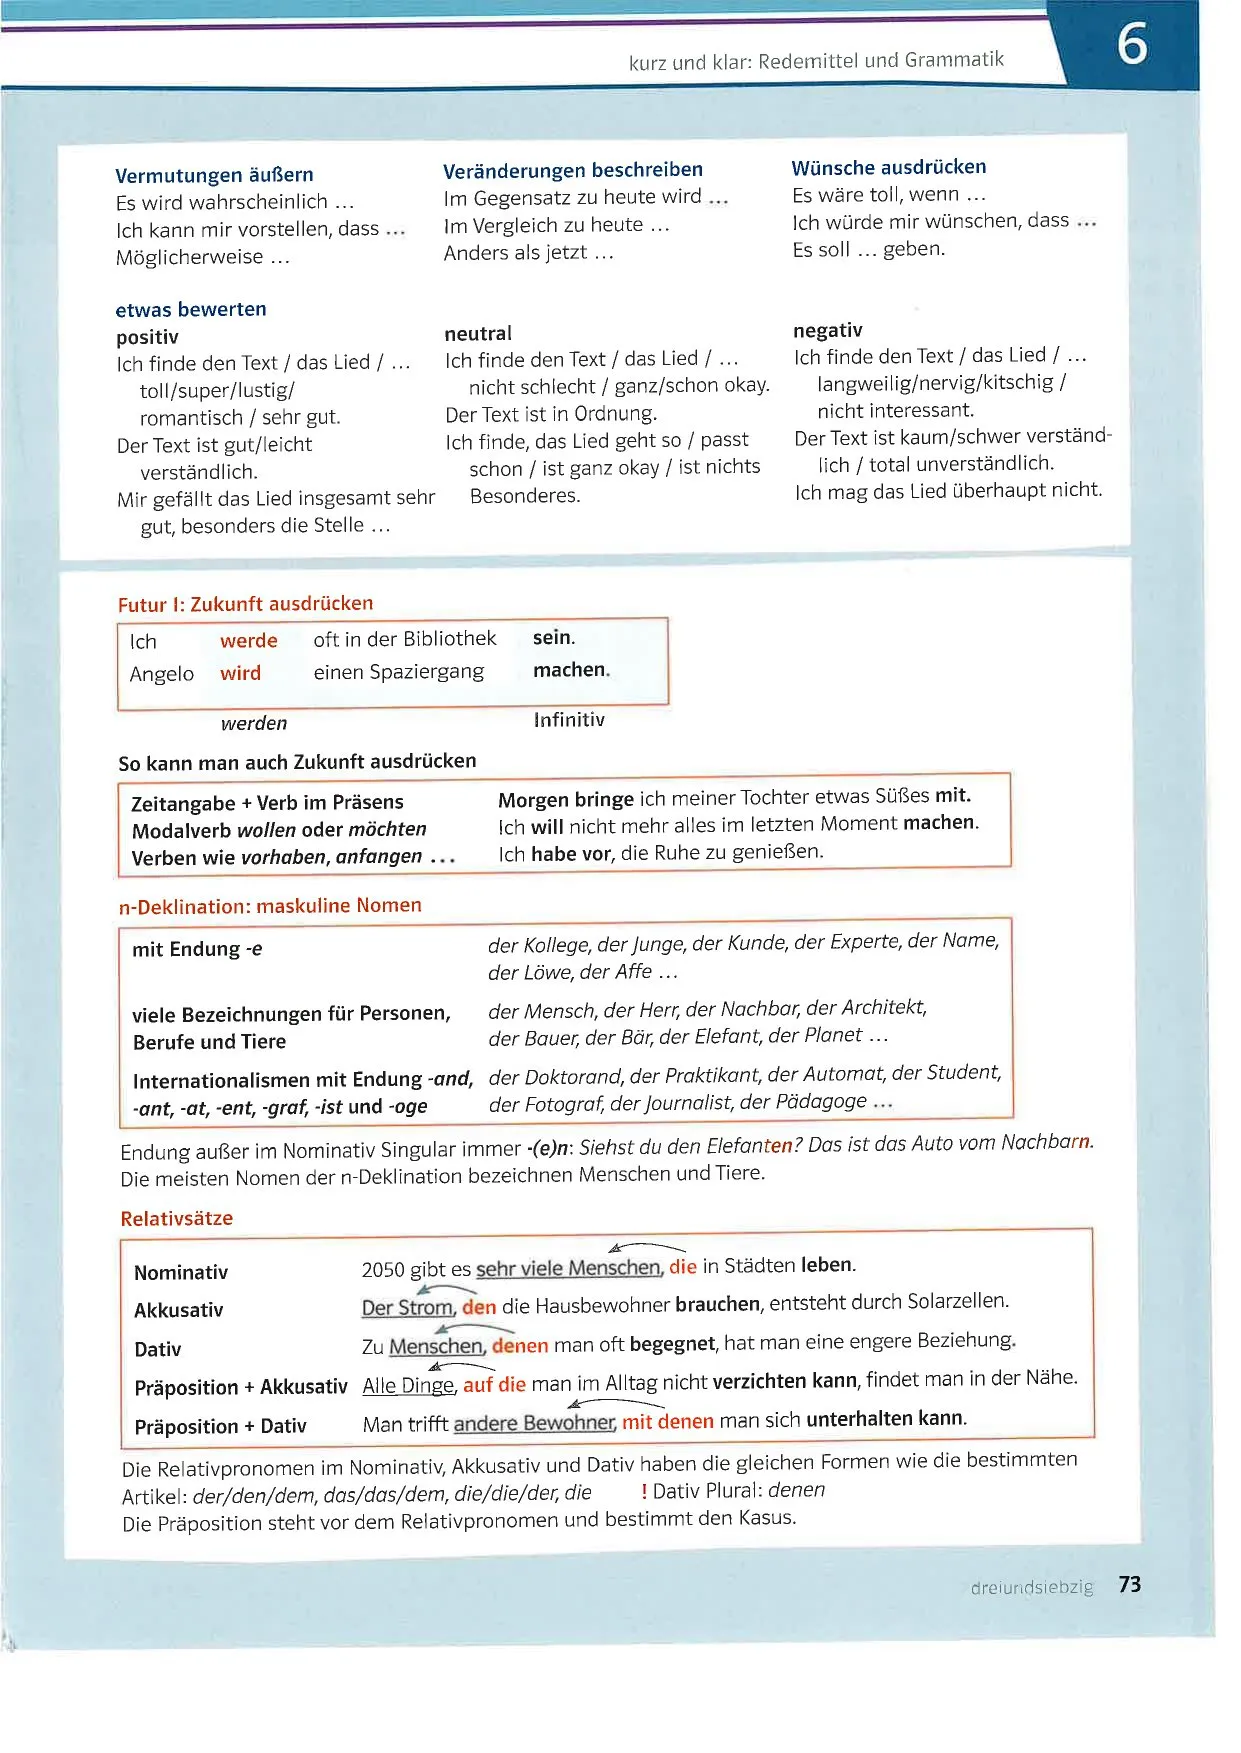 kurz und klar: Redemittel und Grammatik
6
Vermutungen äußern
Es wird wahrscheinlich ...
Ich kann mir vorstellen, dass ...
Möglicherweise ...
Veränderungen beschreiben
Im Gegensatz zu heute wird ...
Im Vergleich zu heute ...
Anders als jetzt ...
Wünsche ausdrücken
Es wäre toll, wenn ...
Ich würde mir wünschen, dass ...
Es soll ... geben.
etwas bewerten
positiv
Ich finde den Text / das Lied / ...
toll/super/lustig/
romantisch / sehr gut.
Der Text ist gut/leicht
verständlich.
Mir gefällt das Lied insgesamt sehr
gut, besonders die Stelle ...
neutral
Ich finde den Text / das Lied / ...
nicht schlecht / ganz/schon okay.
Der Text ist in Ordnung.
Ich finde, das Lied geht so / passt
schon / ist ganz okay / ist nichts
Besonderes.
negativ
Ich finde den Text / das Lied / ...
langweilig/nervig/kitschig /
nicht interessant.
Der Text ist kaum/schwer verständ-
lich / total unverständlich.
Ich mag das Lied überhaupt nicht.
Futur I: Zukunft ausdrücken
Ich werde oft in der Bibliothek sein.
Angelo wird einen Spaziergang machen.
werden Infinitiv
So kann man auch Zukunft ausdrücken
Zeitangabe + Verb im Präsens Morgen bringe ich meiner Tochter etwas Süßes mit.
Modalverb wollen oder möchten Ich will nicht mehr alles im letzten Moment machen.
Verben wie vorhaben, anfangen ... Ich habe vor, die Ruhe zu genießen.
n-Deklination: maskuline Nomen
mit Endung -e der Kollege, der Junge, der Kunde, der Experte, der Name,
der Löwe, der Affe ...
viele Bezeichnungen für Personen, der Mensch, der Herr, der Nachbar, der Architekt,
Berufe und Tiere der Bauer, der Bär, der Elefant, der Planet ...
Internationalismen mit Endung -and, der Doktorand, der Praktikant, der Automat, der Student,
-ant, -at, -ent, -graf, -ist und -oge der Fotograf, der Journalist, der Pädagoge ...
Endung außer im Nominativ Singular immer -(e)n: Siehst du den Elefanten? Das ist das Auto vom Nachbarn.
Die meisten Nomen der n-Deklination bezeichnen Menschen und Tiere.
Relativsätze
Nominativ 2050 gibt es sehr viele Menschen, die in Städten leben.
Akkusativ Der Strom, den die Hausbewohner brauchen, entsteht durch Solarzellen.
Dativ Zu Menschen, denen man oft begegnet, hat man eine engere Beziehung.
Präposition + Akkusativ Alle Dinge, auf die man im Alltag nicht verzichten kann, findet man in der Nähe.
Präposition + Dativ Man trifft andere Bewohner, mit denen man sich unterhalten kann.
Die Relativpronomen im Nominativ, Akkusativ und Dativ haben die gleichen Formen wie die bestimmten
Artikel: der/den/dem, das/das/dem, die/die/der, die ! Dativ Plural: denen
Die Präposition steht vor dem Relativpronomen und bestimmt den Kasus.
dreiundsiebzig 73